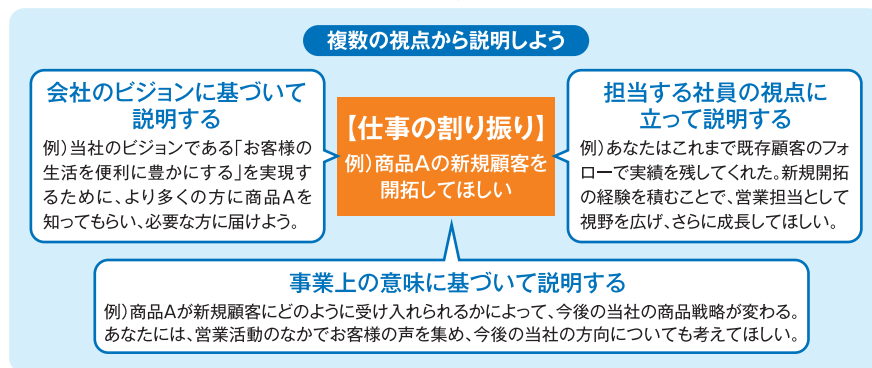 複数の視点から説明しよう
会社のビジョンに基づいて
説明する
例）当社のビジョンである「お客様の
生活を便利に豊かにする」を実現す
るために、より多くの方に商品Aを
知ってもらい、必要な方に届けよう。
【仕事の割り振り】
例）商品Aの新規顧客を
開拓してほしい
担当する社員の視点に
立って説明する
例）あなたはこれまで既存顧客のフォ
ローで実績を残してくれた。新規開拓
の経験を積むことで、営業担当として
視野を広げ、さらに成長してほしい。
事業上の意味に基づいて説明する
例）商品Aが新規顧客にどのように受け入れられるかによって、今後の当社の商品戦略が変わる。
あなたには、営業活動のなかでお客様の声を集め、今後の当社の方向についても考えてほしい。